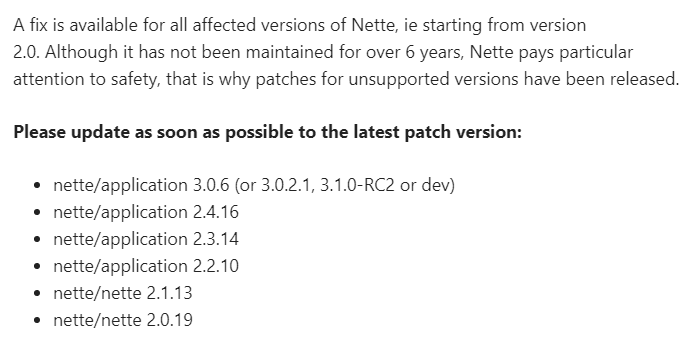 A fix is available for all affected versions of Nette, ie starting from version
2.0. Although it has not been maintained for over 6 years, Nette pays particular
attention to safety, that is why patches for unsupported versions have been released.
Please update as soon as possible to the latest patch version:
• nette/application 3.0.6 (or 3.0.2.1, 3.1.0-RC2 or dev)
• nette/application 2.4.16
• nette/application 2.3.14
• nette/application 2.2.10
• nette/nette 2.1.13
• nette/nette 2.0.19